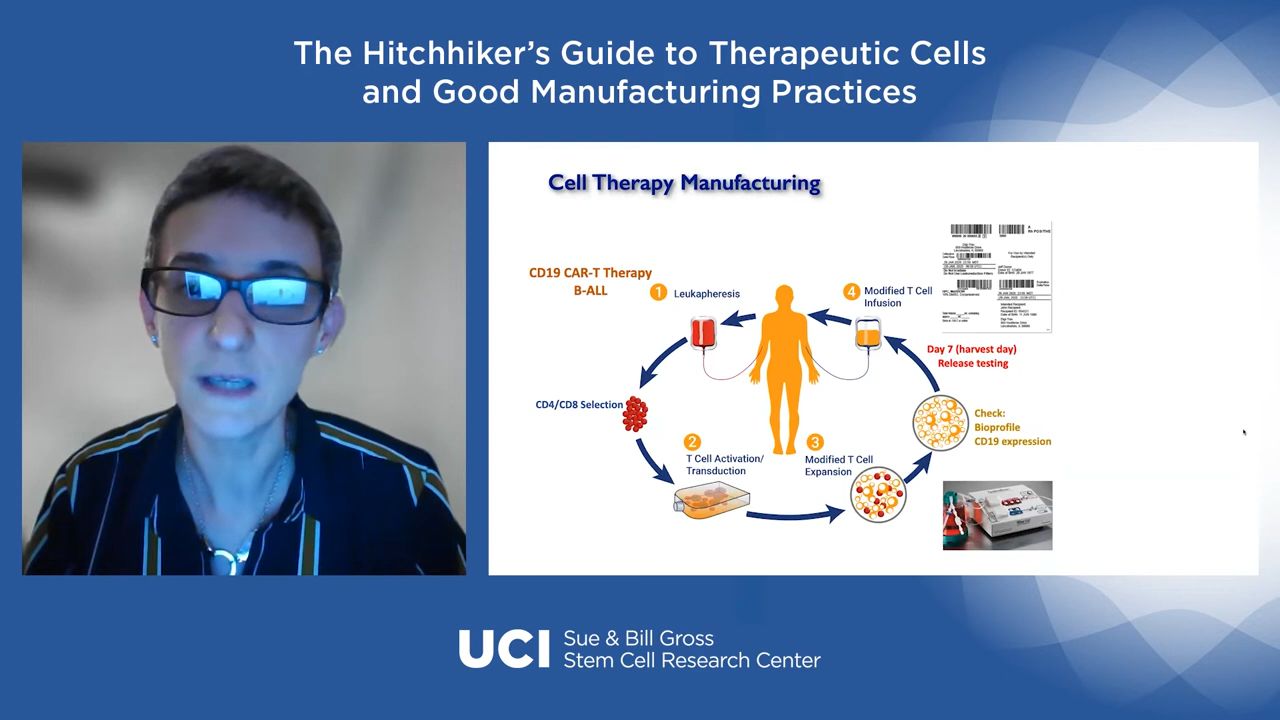 The Hitchhiker's Guide to Therapeutic Cells
and Good Manufacturing Practices
Cell Therapy Manufacturing
CD19 CAR-T Therapy
B-ALL
1 Leukapheresis
4 Modified T Cell
Infusion
Day 7 (harvest day)
Release testing
CD4/CD8 Selection
Check:
Bioprofile
CD19 expression
2
T Cell Activation/
Transduction
3
Modified T Cell
Expansion
UCI
Sue & Bill Gross
Stem Cell Research Center